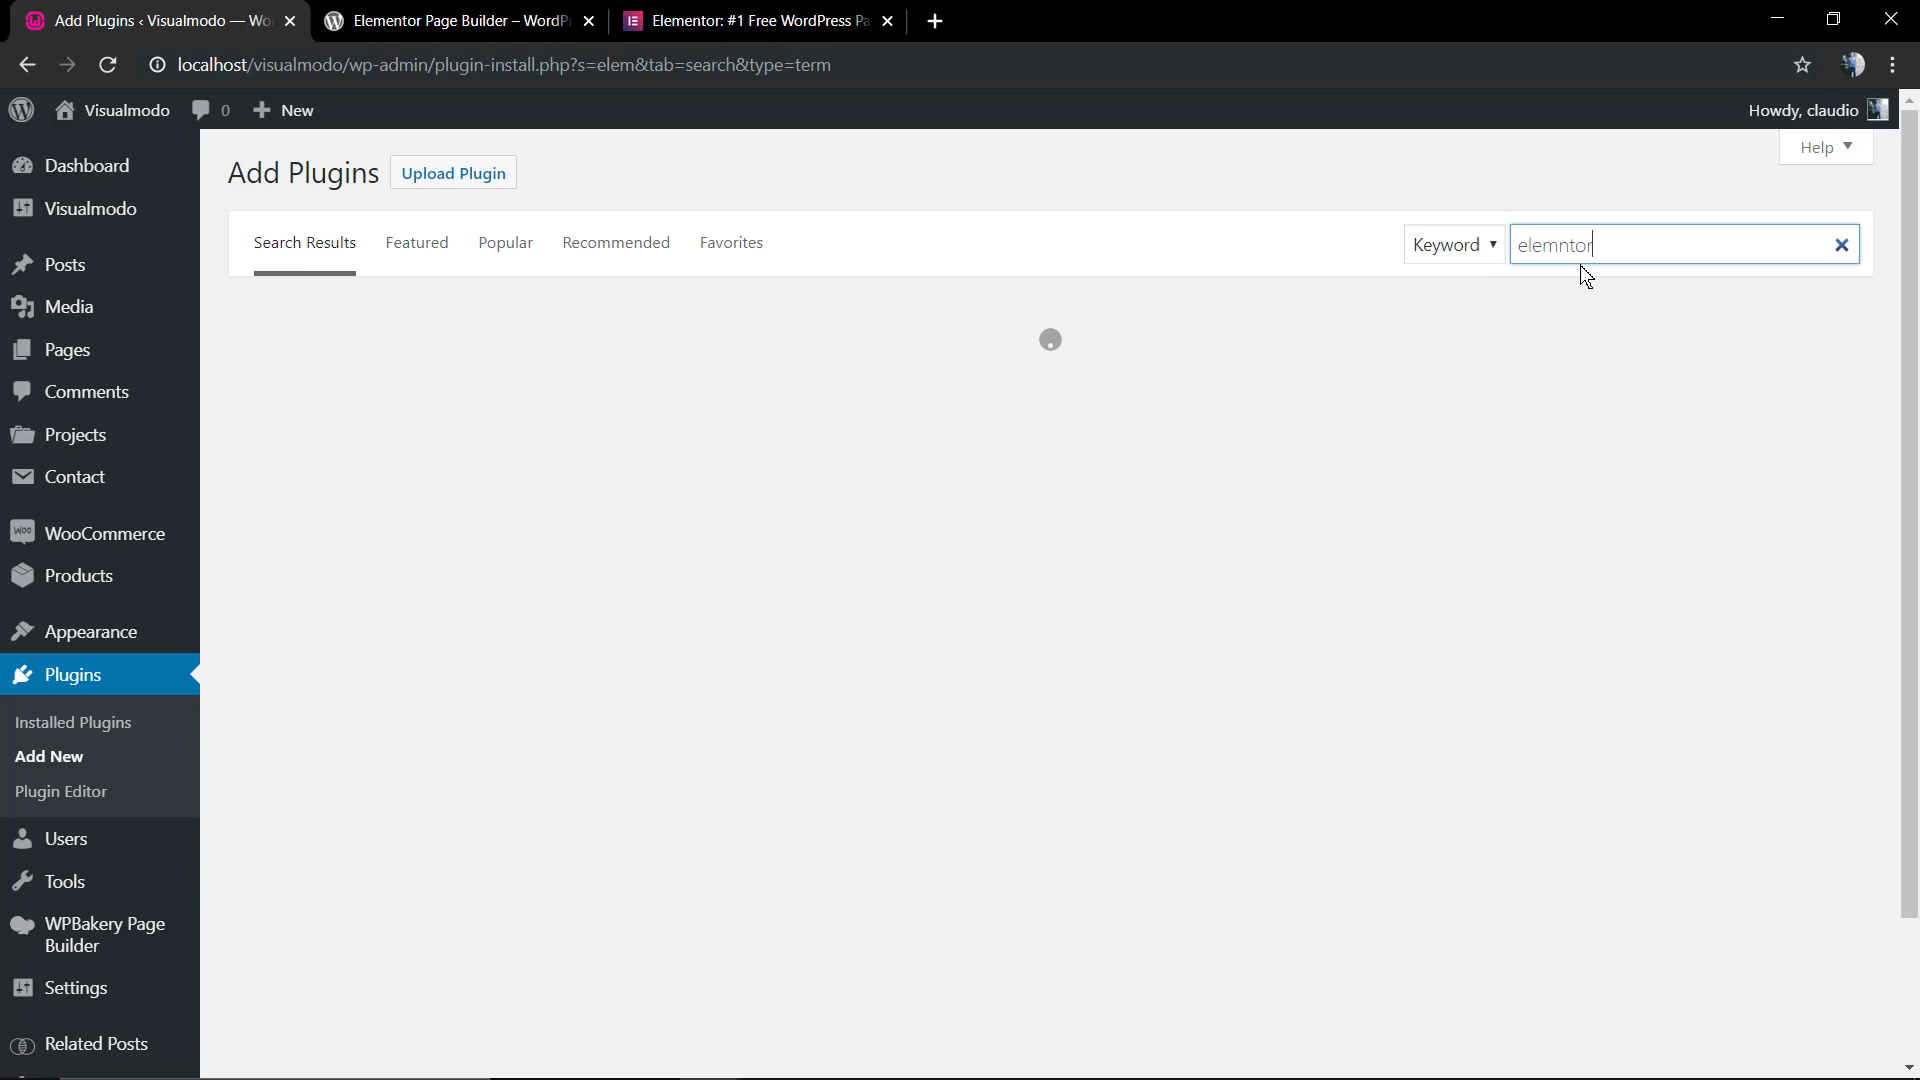 Add Plugins ‹ Visualmodo — Wo
Elementor Page Builder – WordP
Elementor: #1 Free WordPress Pa
localhost/visualmodo/wp-admin/plugin-install.php?s=elem&tab=search&type=term
Visualmodo
0
New
Howdy, claudio
Dashboard
Visualmodo
Posts
Media
Pages
Comments
Projects
Contact
WooCommerce
Products
Appearance
Plugins
Installed Plugins
Add New
Plugin Editor
Users
Tools
WPBakery Page
Builder
Settings
Related Posts
Help
Add Plugins
Upload Plugin
Search Results
Featured
Popular
Recommended
Favorites
Keyword
elemntor